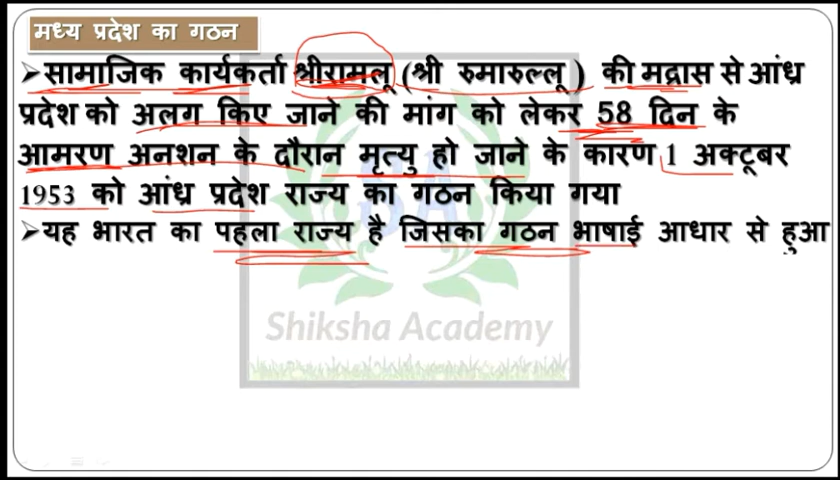 मध्य प्रदेश का गठन
➢सामाजिक कार्यकर्ता श्रीरामलू (श्री रुमारुल्लू ) की मद्रास से आंध्र
प्रदेश को अलग किए जाने की मांग को लेकर 58 दिन के
आमरण अनशन के दौरान मृत्यु हो जाने के कारण 1 अक्टूबर
1953 को आंध्र प्रदेश राज्य का गठन किया गया
➢यह भारत का पहला राज्य है जिसका गठन भाषाई आधार से हुआ
SA
Shiksha Academy